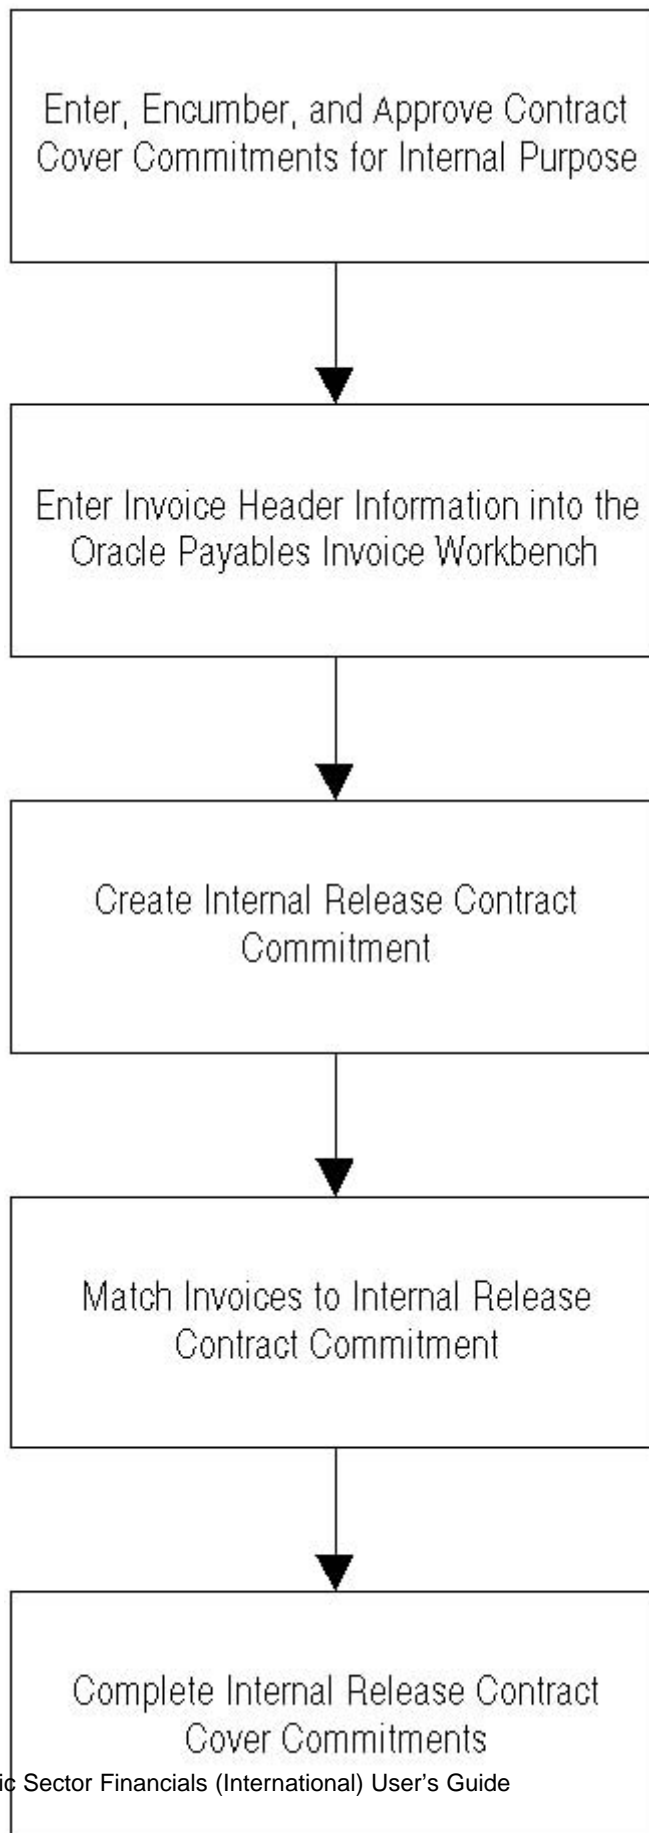 Enter, Encumber, and Approve Contract
Cover Commitments for Internal Purpose
Enter Invoice Header Information into the
Oracle Payables Invoice Workbench
Create Internal Release Contract
Commitment
Match Invoices to Internal Release
Contract Commitment
Complete Internal Release Contract
Cover Commitments
Sector Financials (International) User's Guide